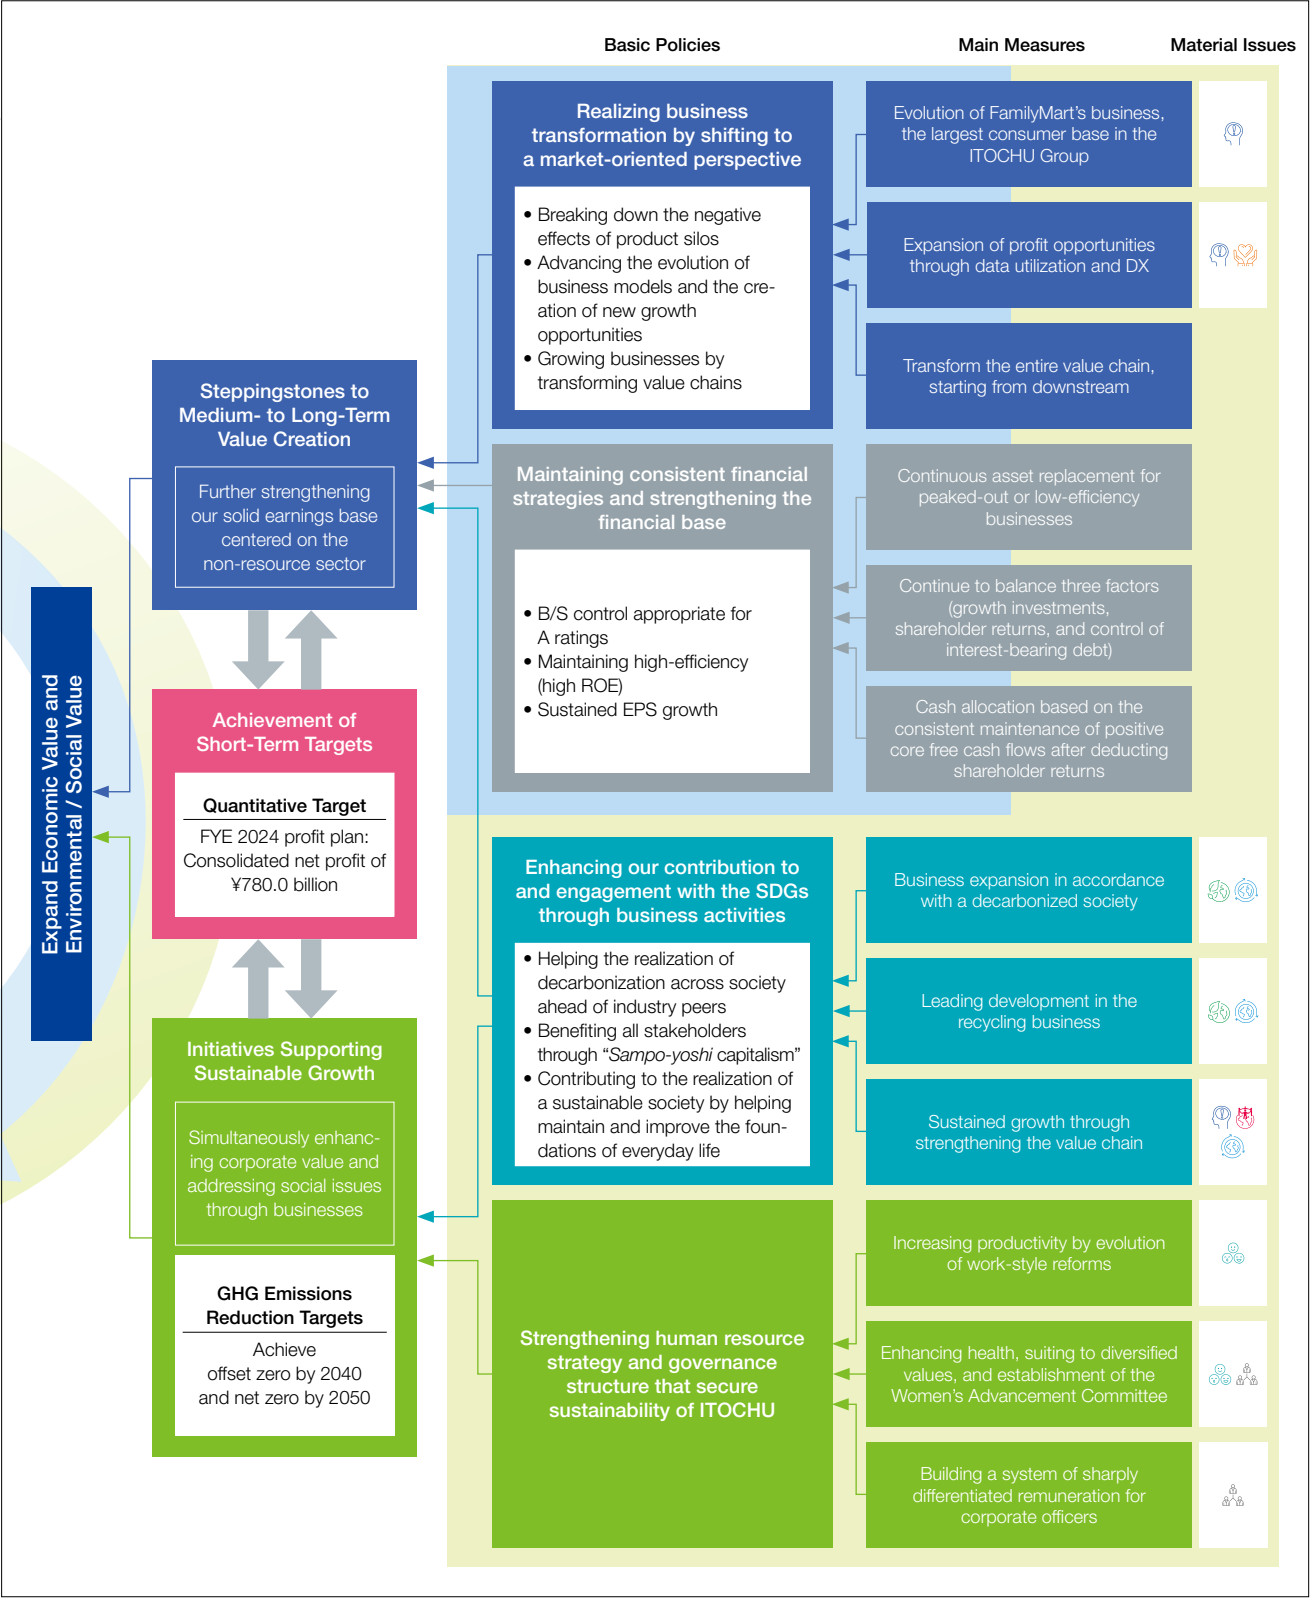 Basic Policies
Main Measures
Material Issues
Realizing business
transformation by shifting to
a market-oriented perspective
• Breaking down the negative
effects of product silos
• Advancing the evolution of
business models and the cre-
ation of new growth
opportunities
• Growing businesses by
transforming value chains
Evolution of FamilyMart’s business,
the largest consumer base in the
ITOCHU Group
Expansion of profit opportunities
through data utilization and DX
Transform the entire value chain,
starting from downstream
Maintaining consistent financial
strategies and strengthening the
financial base
• B/S control appropriate for
A ratings
• Maintaining high-efficiency
(high ROE)
• Sustained EPS growth
Continuous asset replacement for
peaked-out or low-efficiency
businesses
Continue to balance three factors
(growth investments,
shareholder returns, and control of
interest-bearing debt)
Cash allocation based on the
consistent maintenance of positive
core free cash flows after deducting
shareholder returns
Enhancing our contribution to
and engagement with the SDGs
through business activities
• Helping the realization of
decarbonization across society
ahead of industry peers
• Benefiting all stakeholders
through “Sampo-yoshi capitalism”
• Contributing to the realization of
a sustainable society by helping
maintain and improve the foun-
dations of everyday life
Business expansion in accordance
with a decarbonized society
Leading development in the
recycling business
Sustained growth through
strengthening the value chain
Strengthening human resource
strategy and governance
structure that secure
sustainability of ITOCHU
Increasing productivity by evolution
of work-style reforms
Enhancing health, suiting to diversified
values, and establishment of the
Women’s Advancement Committee
Building a system of sharply
differentiated remuneration for
corporate officers
Steppingstones to
Medium- to Long-Term
Value Creation
Further strengthening
our solid earnings base
centered on the
non-resource sector
Achievement of
Short-Term Targets
Quantitative Target
FYE 2024 profit plan:
Consolidated net profit of
¥780.0 billion
Initiatives Supporting
Sustainable Growth
Simultaneously enhanc-
ing corporate value and
addressing social issues
through businesses
GHG Emissions
Reduction Targets
Achieve
offset zero by 2040
and net zero by 2050
Expand Economic Value and
Environmental / Social Value